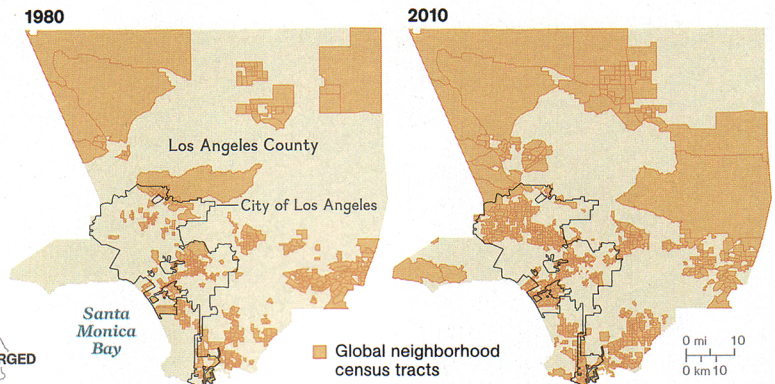 1980
2010
Los Angeles County
City of Los Angeles
Santa
Monica
Bay
RGED
Global neighborhood
census tracts
0 mi 10
0 km 10